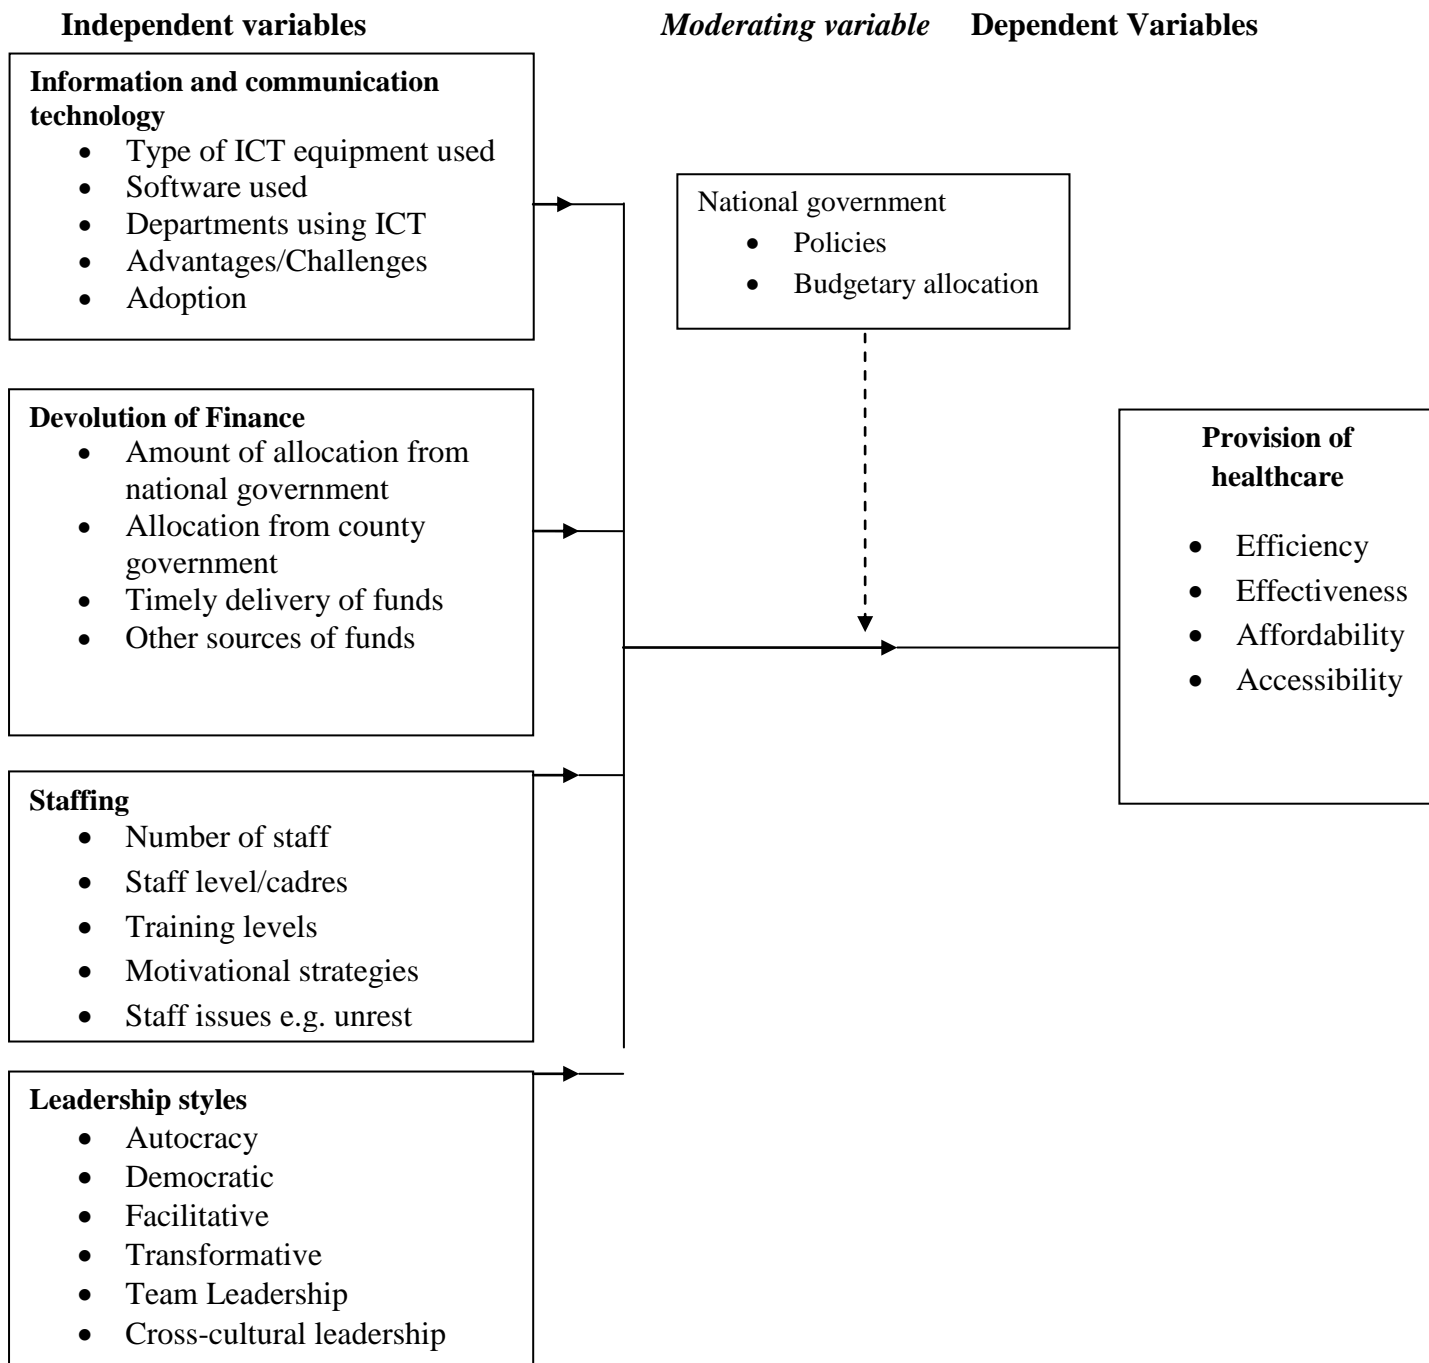 Independent variables
Moderating variable
Dependent Variables
Information and communication
technology
• Type of ICT equipment used
• Software used
• Departments using ICT
• Advantages/Challenges
• Adoption
National government
• Policies
• Budgetary allocation
Devolution of Finance
• Amount of allocation from
national government
• Allocation from county
government
• Timely delivery of funds
• Other sources of funds
Provision of
healthcare
• Efficiency
• Effectiveness
• Affordability
• Accessibility
Staffing
• Number of staff
• Staff level/cadres
• Training levels
• Motivational strategies
• Staff issues e.g. unrest
Leadership styles
• Autocracy
• Democratic
• Facilitative
• Transformative
• Team Leadership
• Cross-cultural leadership